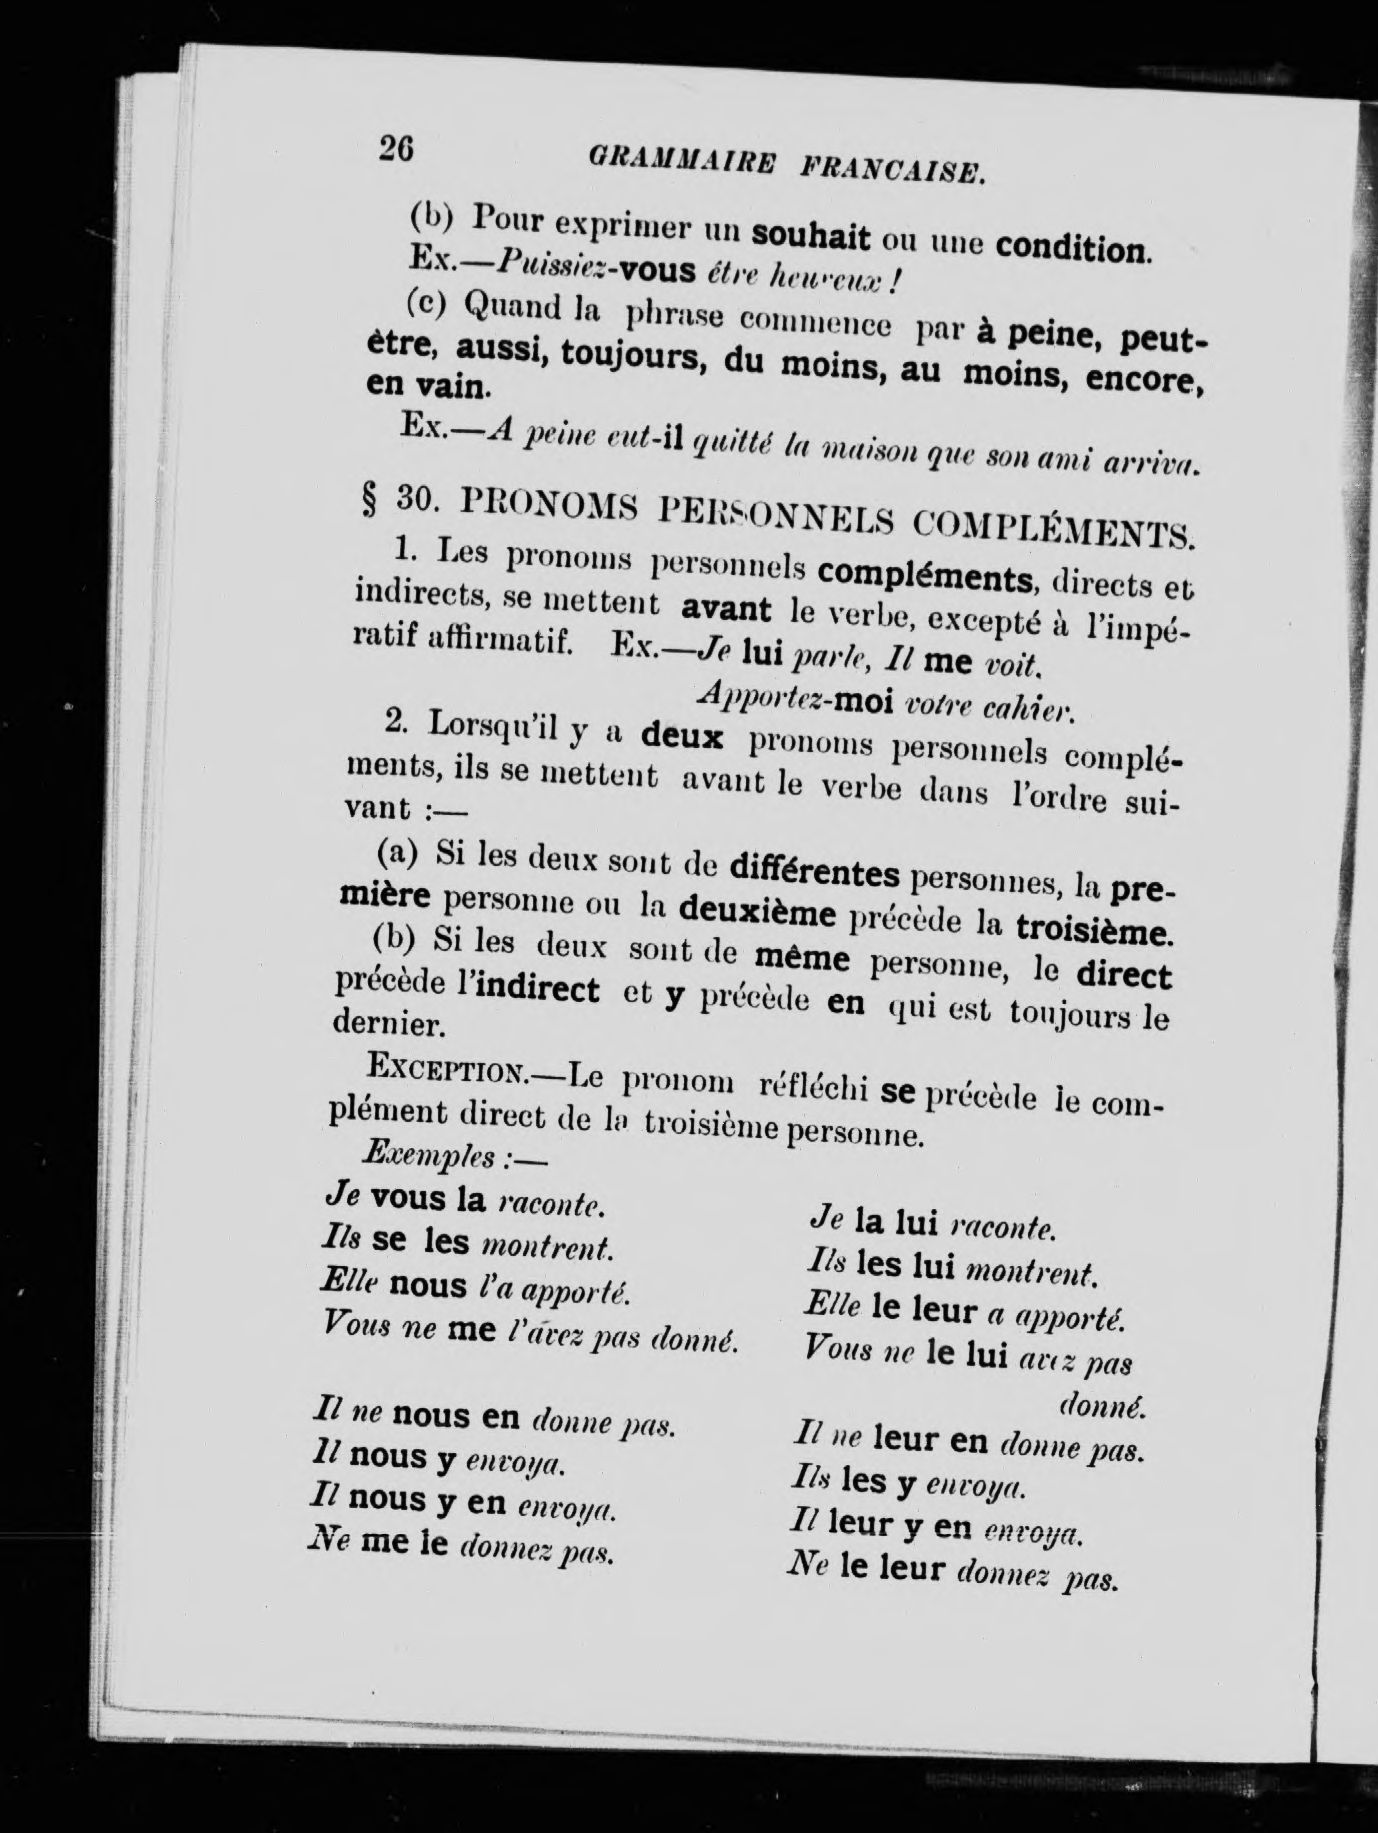 26 GRAMMAIRE FRANCAISE.
(b) Pour exprimer un souhait ou une condition.
Ex.—Puissiez-vous être heureux !
(c) Quand la phrase commence par à peine, peut-
être, aussi, toujours, du moins, au moins, encore,
en vain.
Ex.—A peine eut-il quitté la maison que son ami arriva.
§ 30. PRONOMS PERSONNELS COMPLÉMENTS.
1. Les pronoms personnels compléments, directs et
indirects, se mettent avant le verbe, excepté à l'impé-
ratif affirmatif. Ex.—Je lui parle, Il me voit.
Apportez-moi votre cahier.
2. Lorsqu'il y a deux pronoms personnels complé-
ments, ils se mettent avant le verbe dans l'ordre sui-
vant :—
(a) Si les deux sont de différentes personnes, la pre-
mière personne ou la deuxième précède la troisième.
(b) Si les deux sont de même personne, le direct
précède l'indirect et y précède en qui est toujours le
dernier.
EXCEPTION.—Le pronom réfléchi se précède le com-
plément direct de la troisième personne.
Exemples :—
Je vous la raconte.
Ils se les montrent.
Elle nous l'a apporté.
Vous ne me l'avez pas donné.
Il ne nous en donne pas.
Il nous y envoya.
Il nous y en envoya.
Ne me le donnez pas.
Je la lui raconte.
Ils les lui montrent.
Elle le leur a apporté.
Vous ne le lui avez pas
donné.
Il ne leur en donne pas.
Ils les y envoya.
Il leur y en envoya.
Ne le leur donnez pas.